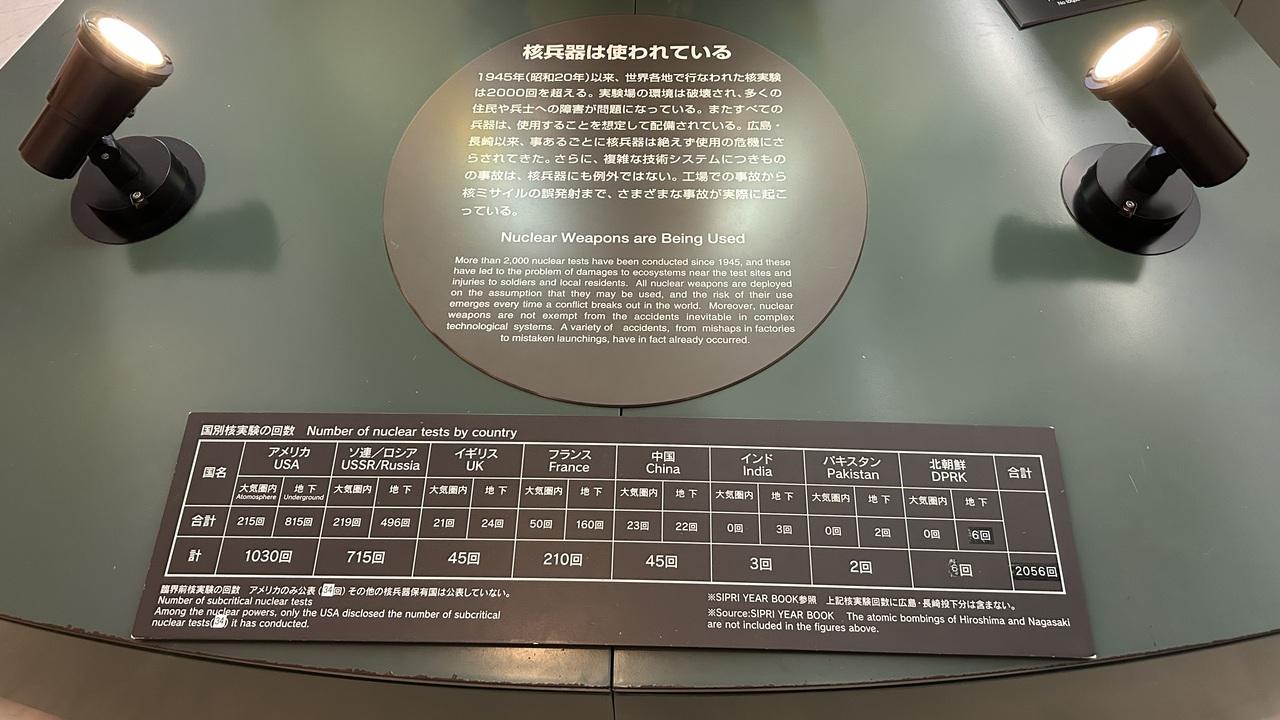 核兵器は使われている
1945年(昭和20年)以来、世界各地で行なわれた核実験
は2000回を超える。実験場の環境は破壊され、多くの
住民や兵士への障害が問題になっている。またすべての
兵器は、使用することを想定して配備されている。広島・
長崎以来、事あるごとに核兵器は絶えず使用の危機にさ
らされてきた。さらに、複雑な技術システムにつきもの
の事故は、核兵器にも例外ではない。工場での事故から
核ミサイルの誤発射まで、さまざまな事故が実際に起こ
っている。
Nuclear Weapons are Being Used
More than 2,000 nuclear tests have been conducted since 1945, and these
have led to the problem of damages to ecosystems near the test sites and
injuries to soldiers and local residents. All nuclear weapons are deployed
on the assumption that they may be used, and the risk of their use
emerges every time a conflict breaks out in the world. Moreover, nuclear
weapons are not exempt from the accidents inevitable in complex
technological systems. A variety of accidents, from mishaps in factories
to mistaken launchings, have in fact already occurred.
国別核実験の回数 Number of nuclear tests by country
国名 アメリカ ソ連/ロシア イギリス フランス 中国 インド パキスタン 北朝鮮 合計
USA USSR/Russia UK France China India Pakistan DPRK
大気圏内 地下 大気圏内 地下 大気圏内 地下 大気圏内 地下 大気圏内 地下 大気圏内 地下 大気圏内 地下 大気圏内 地下
Atomosphere Underground
合計 215回 815回 219回 496回 21回 24回 50回 160回 23回 22回 0回 3回 0回 2回 0回 6回
計 1030回 715回 45回 210回 45回 3回 2回 6回 2056回
臨界前核実験の回数 アメリカのみ公表(34回)その他の核兵器保有国は公表していない。
Number of subcritical nuclear tests
Among the nuclear powers, only the USA disclosed the number of subcritical
nuclear tests(34) it has conducted.
※SIPRI YEAR BOOK参照 上記核実験回数に広島・長崎投下分は含まない。
※Source:SIPRI YEAR BOOK The atomic bombings of Hiroshima and Nagasaki
are not included in the figures above.